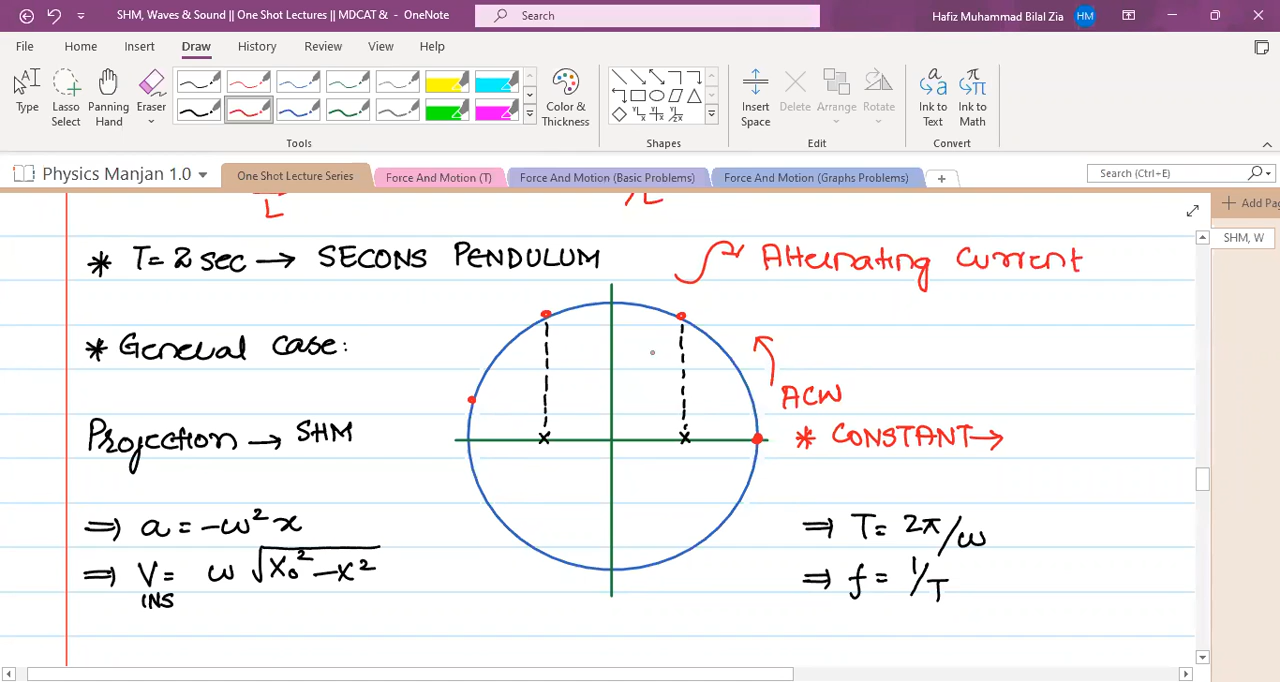 SHM, Waves & Sound || One Shot Lectures || MDCAT & - OneNote
Search
Hafiz Muhammad Bilal Zia HM
File Home Insert Draw History Review View Help
Type
Lasso Select
Panning Hand
Eraser
Color & Thickness
Insert Space
Delete
Arrange
Rotate
Ink to Text
Ink to Math
Tools
Shapes
Edit
Convert
Physics Manjan 1.0
One Shot Lecture Series
Force And Motion (T)
Force And Motion (Basic Problems)
Force And Motion (Graphs Problems)
Search (Ctrl+E)
Add Pag
SHM, W
L
* T= 2 sec → SECONS PENDULUM
Alternating Current
* General Case:
ACW
Projection → SHM
* CONSTANT →
x x
⇒ a = -ω² x
⇒ T= 2π/ω
⇒ V= ω √X₀² - x²
INS
⇒ f = 1/T